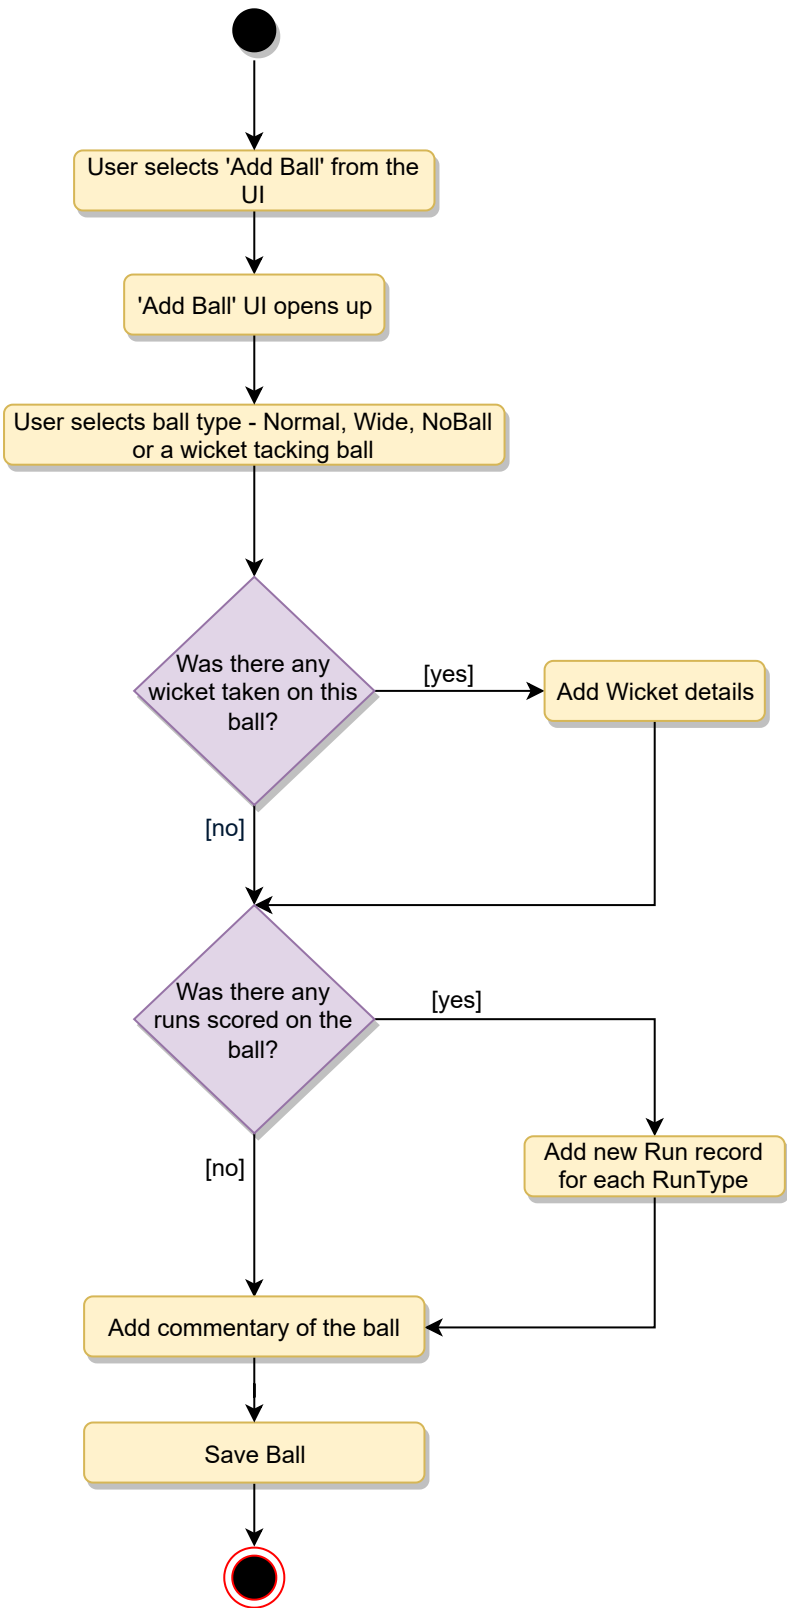 User selects 'Add Ball' from the
UI
'Add Ball' UI opens up
User selects ball type - Normal, Wide, NoBall
or a wicket tacking ball
Was there any
wicket taken on this
ball?
[yes]
Add Wicket details
[no]
Was there any
runs scored on the
ball?
[yes]
Add new Run record
for each RunType
[no]
Add commentary of the ball
Save Ball